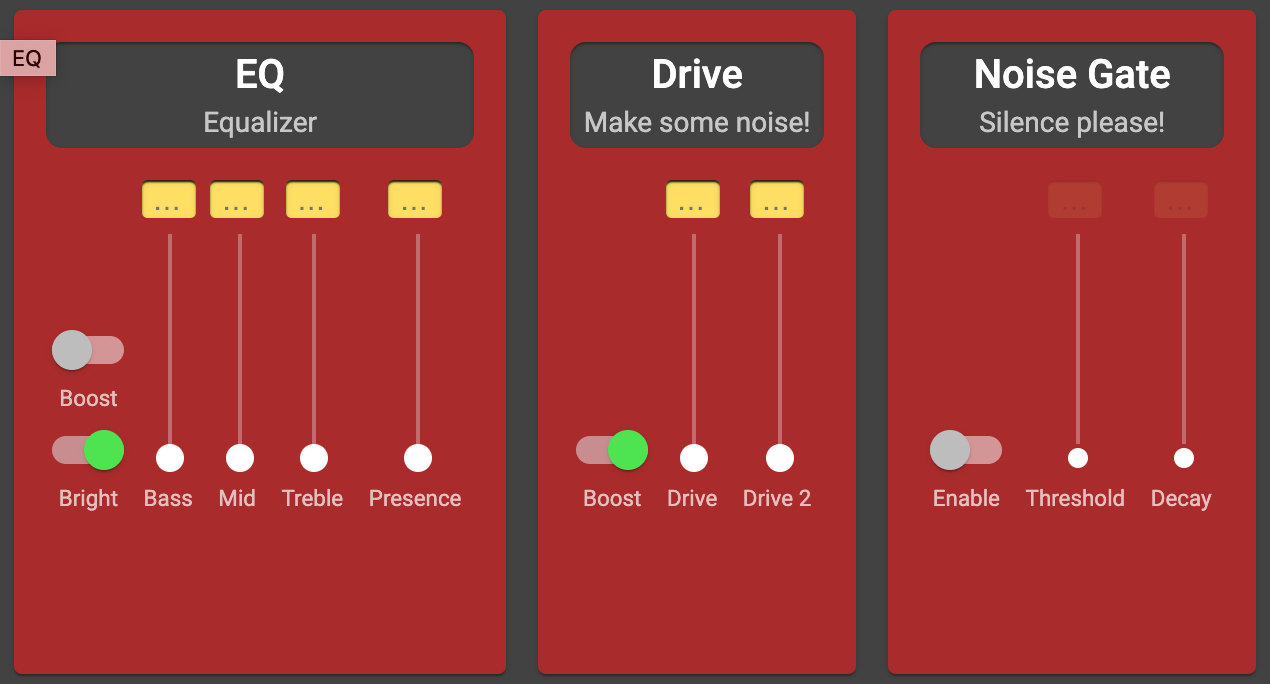 EQ
EQ
Equalizer
... ... ... ...
Boost
Bright Bass Mid Treble Presence
Drive
Make some noise!
... ...
Boost Drive Drive 2
Noise Gate
Silence please!
... ...
Enable Threshold Decay